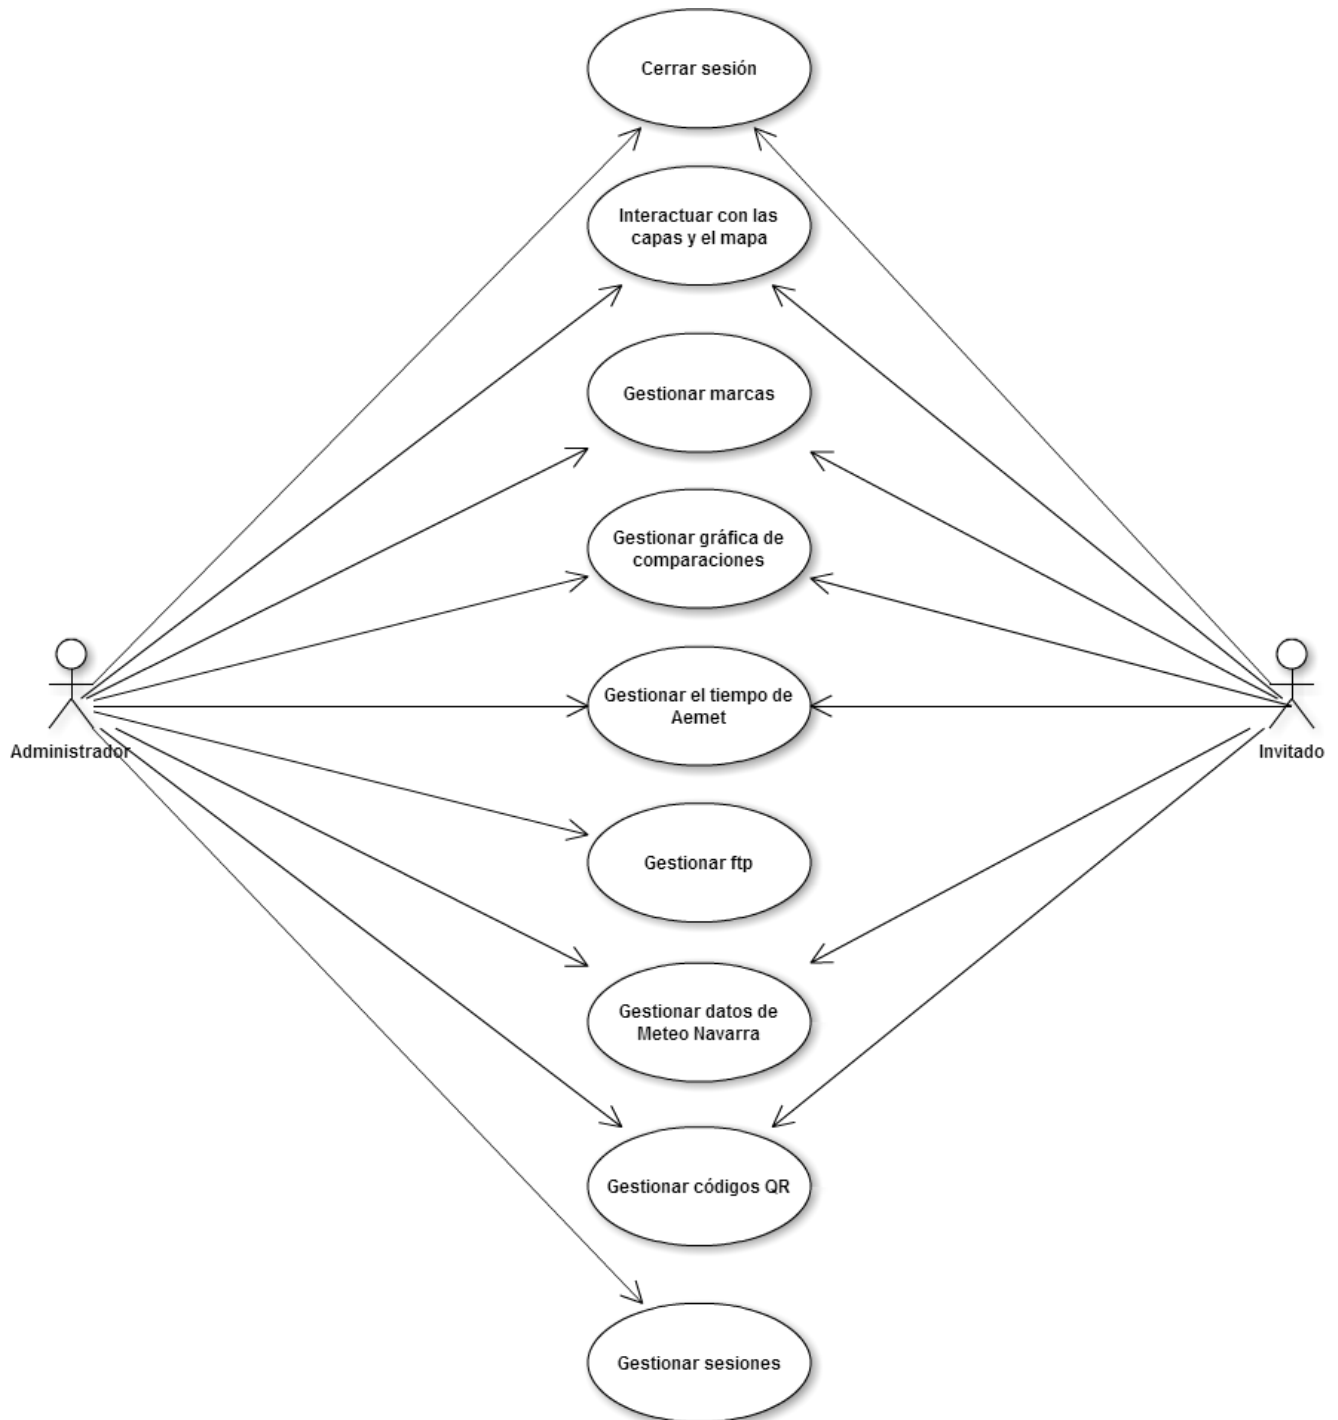 Cerrar sesión
Interactuar con las
capas y el mapa
Gestionar marcas
Gestionar gráfica de
comparaciones
Gestionar el tiempo de
Aemet
Administrador
Invitado
Gestionar ftp
Gestionar datos de
Meteo Navarra
Gestionar códigos QR
Gestionar sesiones